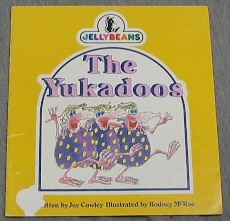 JELLYBEANS
The
Yukadoos
itten by Joy Cowley Illustrated by Rodney McRae